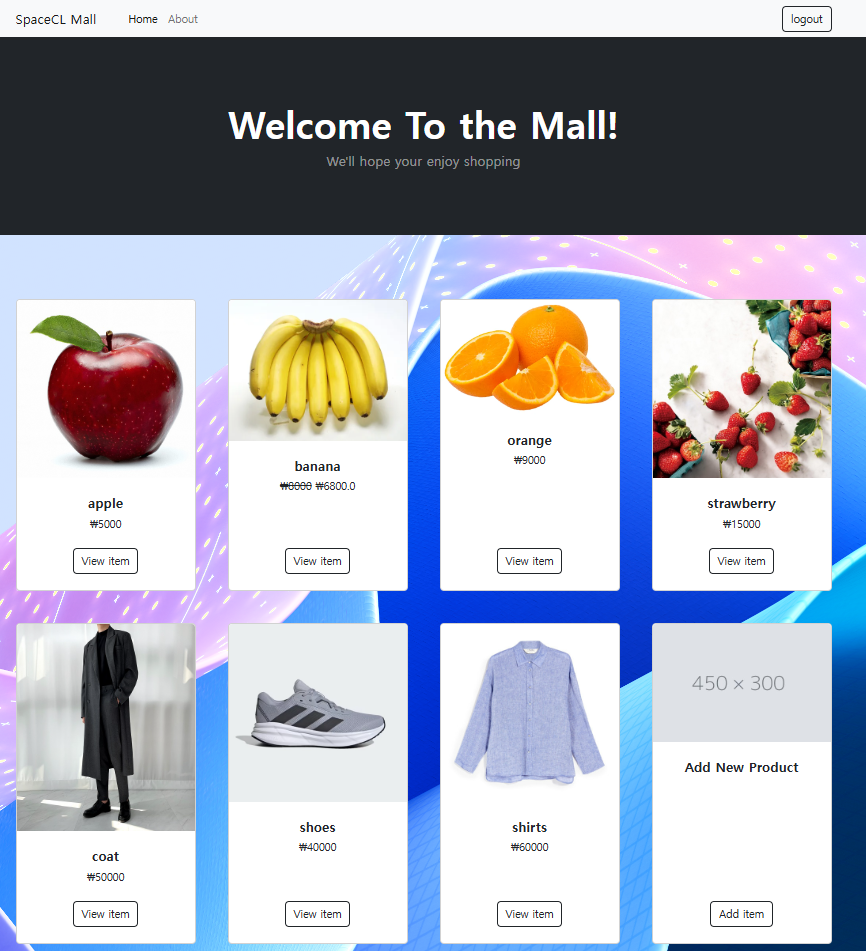 SpaceCL Mall Home About logout
Welcome To the Mall!
We'll hope your enjoy shopping
apple
₩5000
View item
banana
₩8000 ₩6800.0
View item
orange
₩9000
View item
strawberry
₩15000
View item
coat
₩50000
View item
shoes
₩40000
View item
shirts
₩60000
View item
450 × 300
Add New Product
Add item